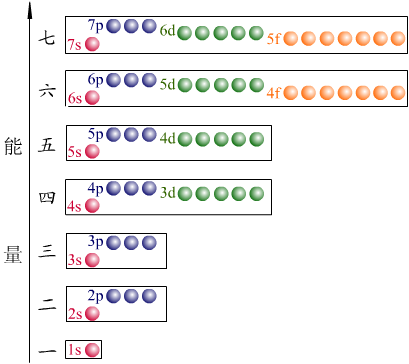 七 7s 7p 6d 5f
六 6s 6p 5d 4f
能
五 5s 5p 4d
四 4s 4p 3d
量
三 3s 3p
二 2s 2p
一 1s